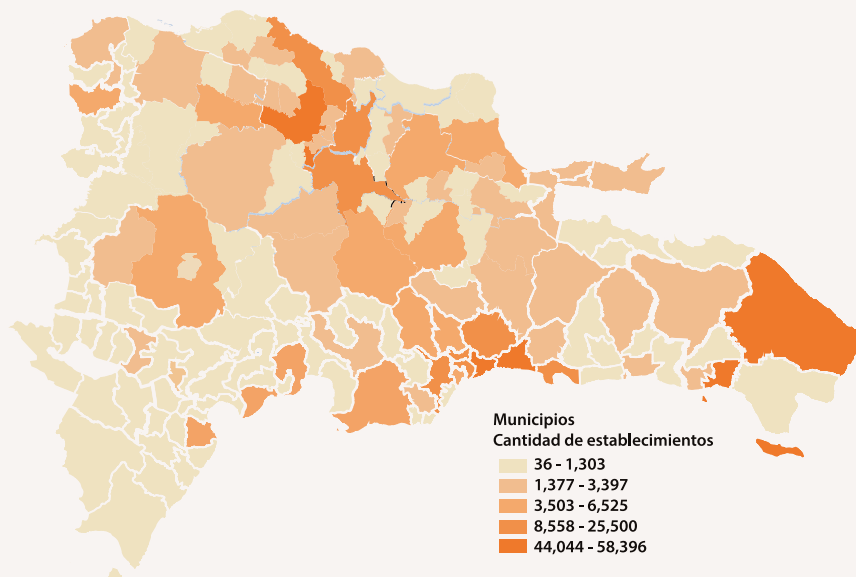 Municipios
Cantidad de establecimientos
36 - 1,303
1,377 - 3,397
3,503 - 6,525
8,558 - 25,500
44,044 - 58,396